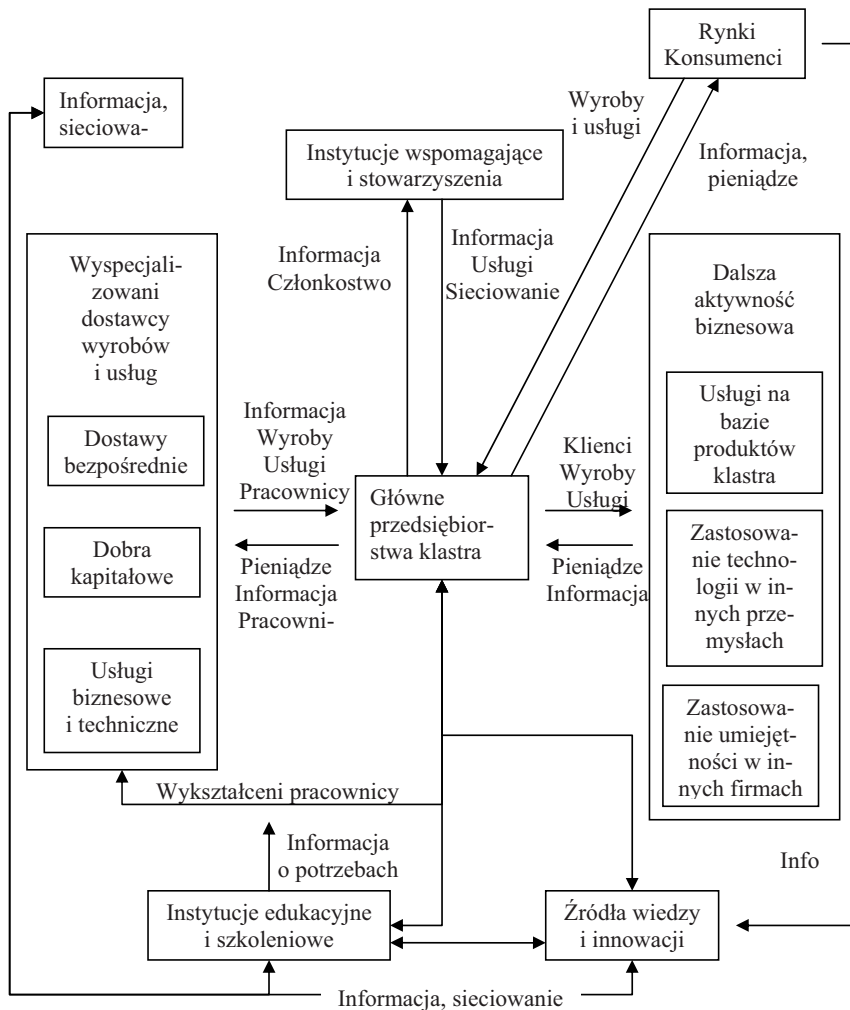 Rynki
Konsumenci
Informacja,
sieciowa-
Wyroby
i usługi
Instytucje wspomagające
i stowarzyszenia
Informacja,
pieniądze
Informacja
Członkostwo
Informacja
Usługi
Sieciowanie
Wyspecjali-
zowani
dostawcy
wyrobów
i usług
Dostawy
bezpośrednie
Dobra
kapitałowe
Usługi
biznesowe
i techniczne
Informacja
Wyroby
Usługi
Pracownicy
Pieniądze
Informacja
Pracowni-
Główne
przedsiębior-
stwa klastra
Klienci
Wyroby
Usługi
Pieniądze
Informacja
Dalsza
aktywność
biznesowa
Usługi na
bazie
produktów
klastra
Zastosowa-
nie techno-
logii w in-
nych prze-
mysłach
Zastosowa-
nie umiejęt-
ności w in-
nych firmach
Wykształceni pracownicy
Informacja
o potrzebach
Info
Instytucje edukacyjne
i szkoleniowe
Źródła wiedzy
i innowacji
Informacja, sieciowanie